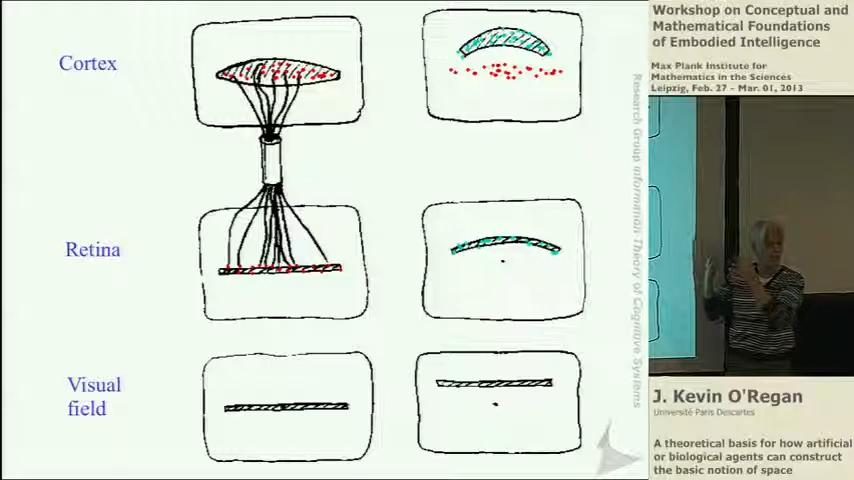 Workshop on Conceptual and
Mathematical Foundations
of Embodied Intelligence
Max Plank Institute for
Mathematics in the Sciences
Leipzig, Feb. 27 - Mar. 01, 2013
Cortex
Retina
Visual
field
Research Group Information Theory of Cognitive Systems
J. Kevin O'Regan
Université Paris Descartes
A theoretical basis for how artificial
or biological agents can construct
the basic notion of space